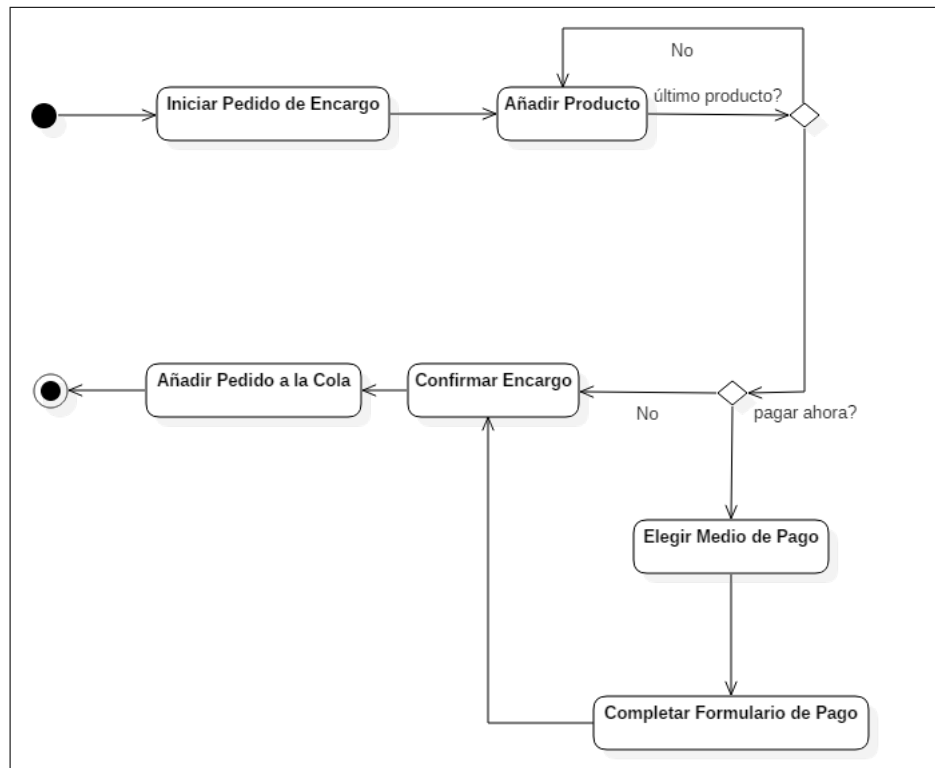 No
Iniciar Pedido de Encargo
Añadir Producto
último producto?
Añadir Pedido a la Cola
Confirmar Encargo
No
pagar ahora?
Elegir Medio de Pago
Completar Formulario de Pago